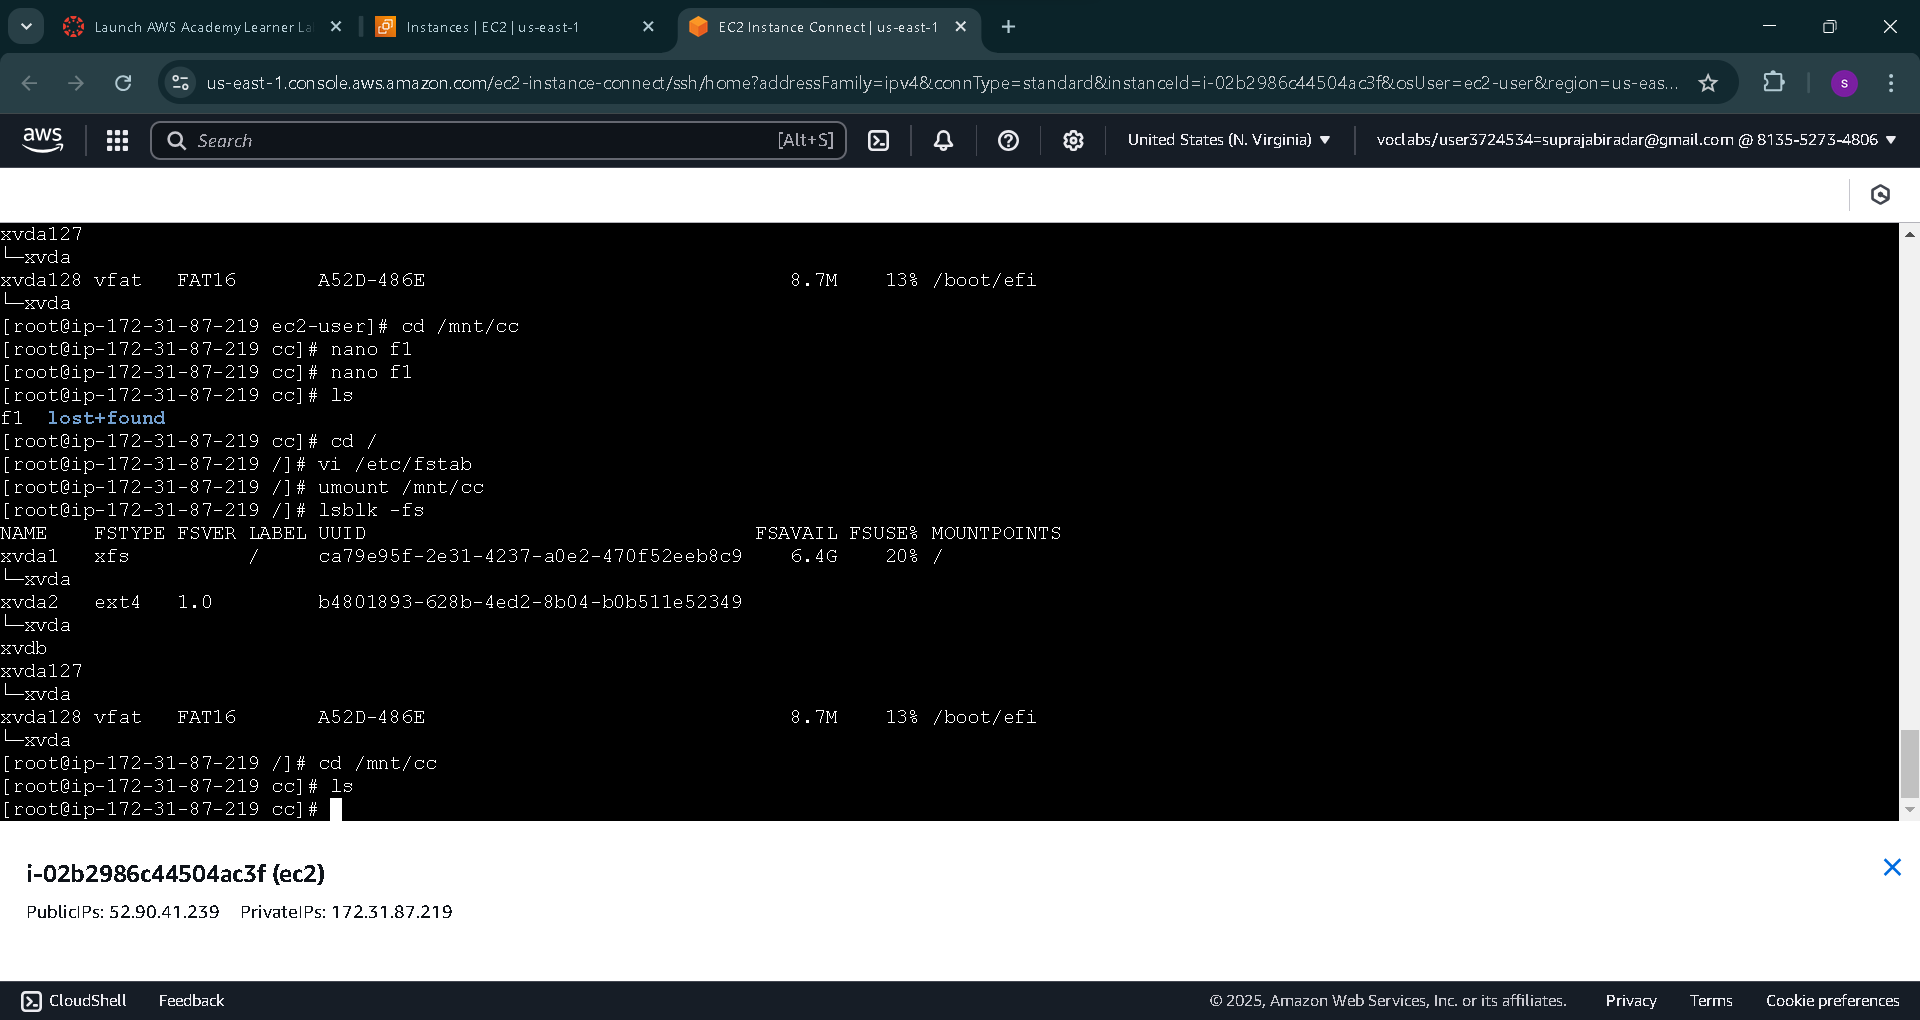 Launch AWS Academy Learner La
Instances | EC2 | us-east-1
EC2 Instance Connect | us-east-1
us-east-1.console.aws.amazon.com/ec2-instance-connect/ssh/home?addressFamily=ipv4&connType=standard&instanceId=i-02b2986c44504ac3f&osUser=ec2-user&region=us-eas...
s
aws
Search
[Alt+S]
United States (N. Virginia)
voclabs/user3724534=suprajabiradar@gmail.com @ 8135-5273-4806
xvda127
└─xvda
xvda128 vfat   FAT16       A52D-486E                               8.7M    13% /boot/efi
└─xvda
[root@ip-172-31-87-219 ec2-user]# cd /mnt/cc
[root@ip-172-31-87-219 cc]# nano f1
[root@ip-172-31-87-219 cc]# nano f1
[root@ip-172-31-87-219 cc]# ls
f1  lost+found
[root@ip-172-31-87-219 cc]# cd /
[root@ip-172-31-87-219 /]# vi /etc/fstab
[root@ip-172-31-87-219 /]# umount /mnt/cc
[root@ip-172-31-87-219 /]# lsblk -fs
NAME    FSTYPE FSVER LABEL UUID                                 FSAVAIL FSUSE% MOUNTPOINTS
xvda1   xfs          /     ca79e95f-2e31-4237-a0e2-470f52eeb8c9    6.4G    20% /
└─xvda
xvda2   ext4   1.0         b4801893-628b-4ed2-8b04-b0b511e52349
└─xvda
xvdb
xvda127
└─xvda
xvda128 vfat   FAT16       A52D-486E                               8.7M    13% /boot/efi
└─xvda
[root@ip-172-31-87-219 /]# cd /mnt/cc
[root@ip-172-31-87-219 cc]# ls
[root@ip-172-31-87-219 cc]#
i-02b2986c44504ac3f (ec2)
PublicIPs: 52.90.41.239    PrivateIPs: 172.31.87.219
CloudShell
Feedback
© 2025, Amazon Web Services, Inc. or its affiliates.
Privacy
Terms
Cookie preferences